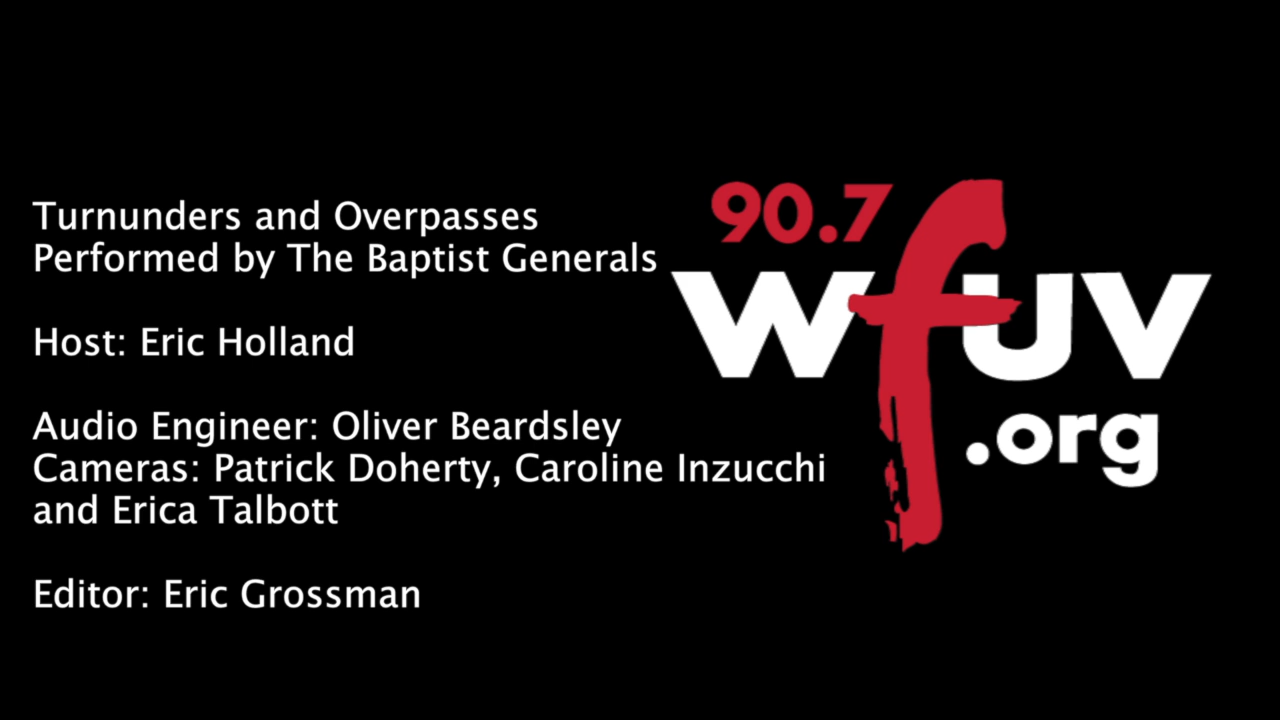 Turnunders and Overpasses
Performed by The Baptist Generals
Host: Eric Holland
Audio Engineer: Oliver Beardsley
Cameras: Patrick Doherty, Caroline Inzucchi
and Erica Talbott
Editor: Eric Grossman
90.7
wfuv
.org